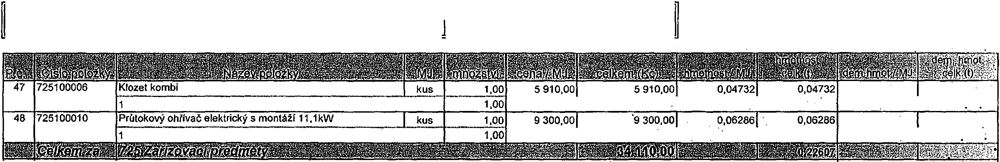 P.č. Číslo položky Název položky MJ množství cena / MJ celkem (Kč) hmotnost / MJ hmotnost celk.(t) dem.hmot / MJ dem. hmot. celk.(t)
47 725100006 Klozet kombi kus 1,00 5 910,00 5 910,00 0,04732 0,04732
1 1,00
48 725100010 Průtokový ohřívač elektrický s montáží 11,1kW kus 1,00 9 300,00 9 300,00 0,06286 0,06286
1 1,00
Celkem za 725 Zařizovací předměty 34 110,00 0,22607